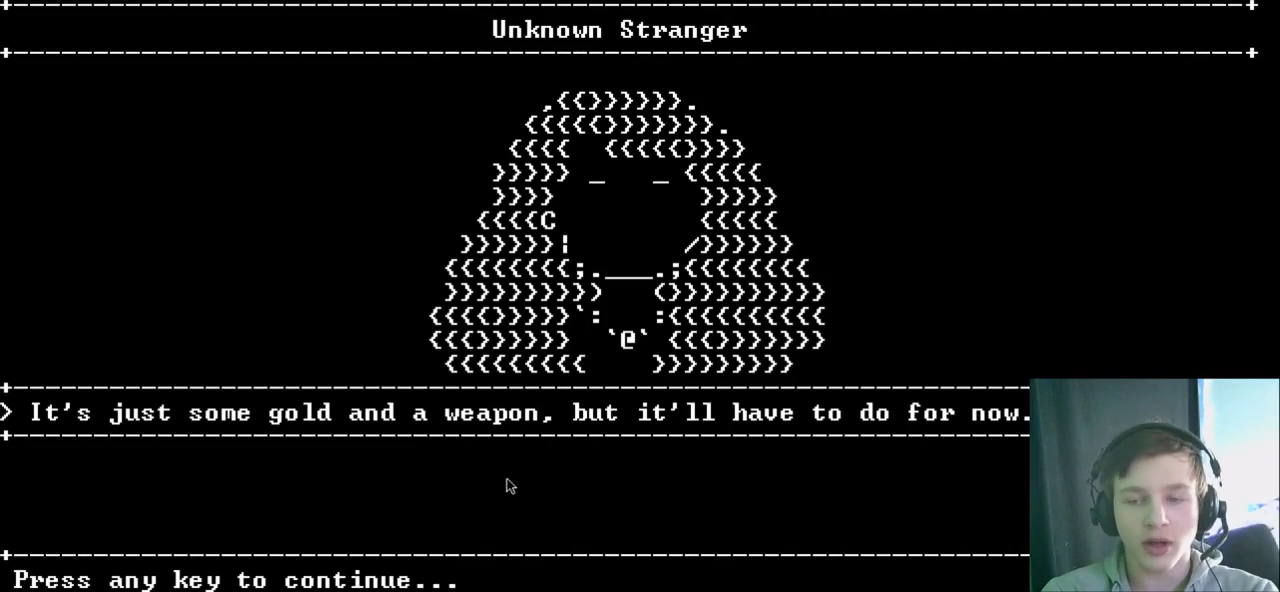 Unknown Stranger
> It's just some gold and a weapon, but it'll have to do for now.
Press any key to continue...